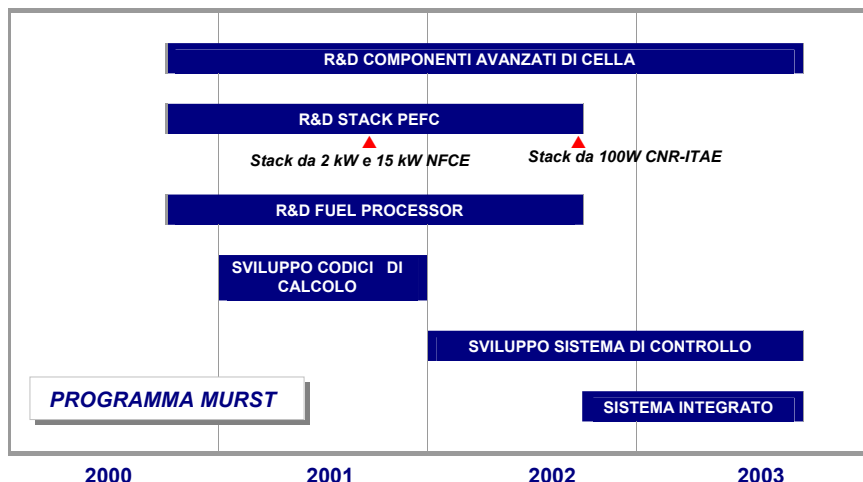 R&D COMPONENTI AVANZATI DI CELLA
R&D STACK PEFC
Stack da 2 kW e 15 kW NFCE
Stack da 100W CNR-ITAE
R&D FUEL PROCESSOR
SVILUPPO CODICI DI
CALCOLO
SVILUPPO SISTEMA DI CONTROLLO
PROGRAMMA MURST
SISTEMA INTEGRATO
2000
2001
2002
2003